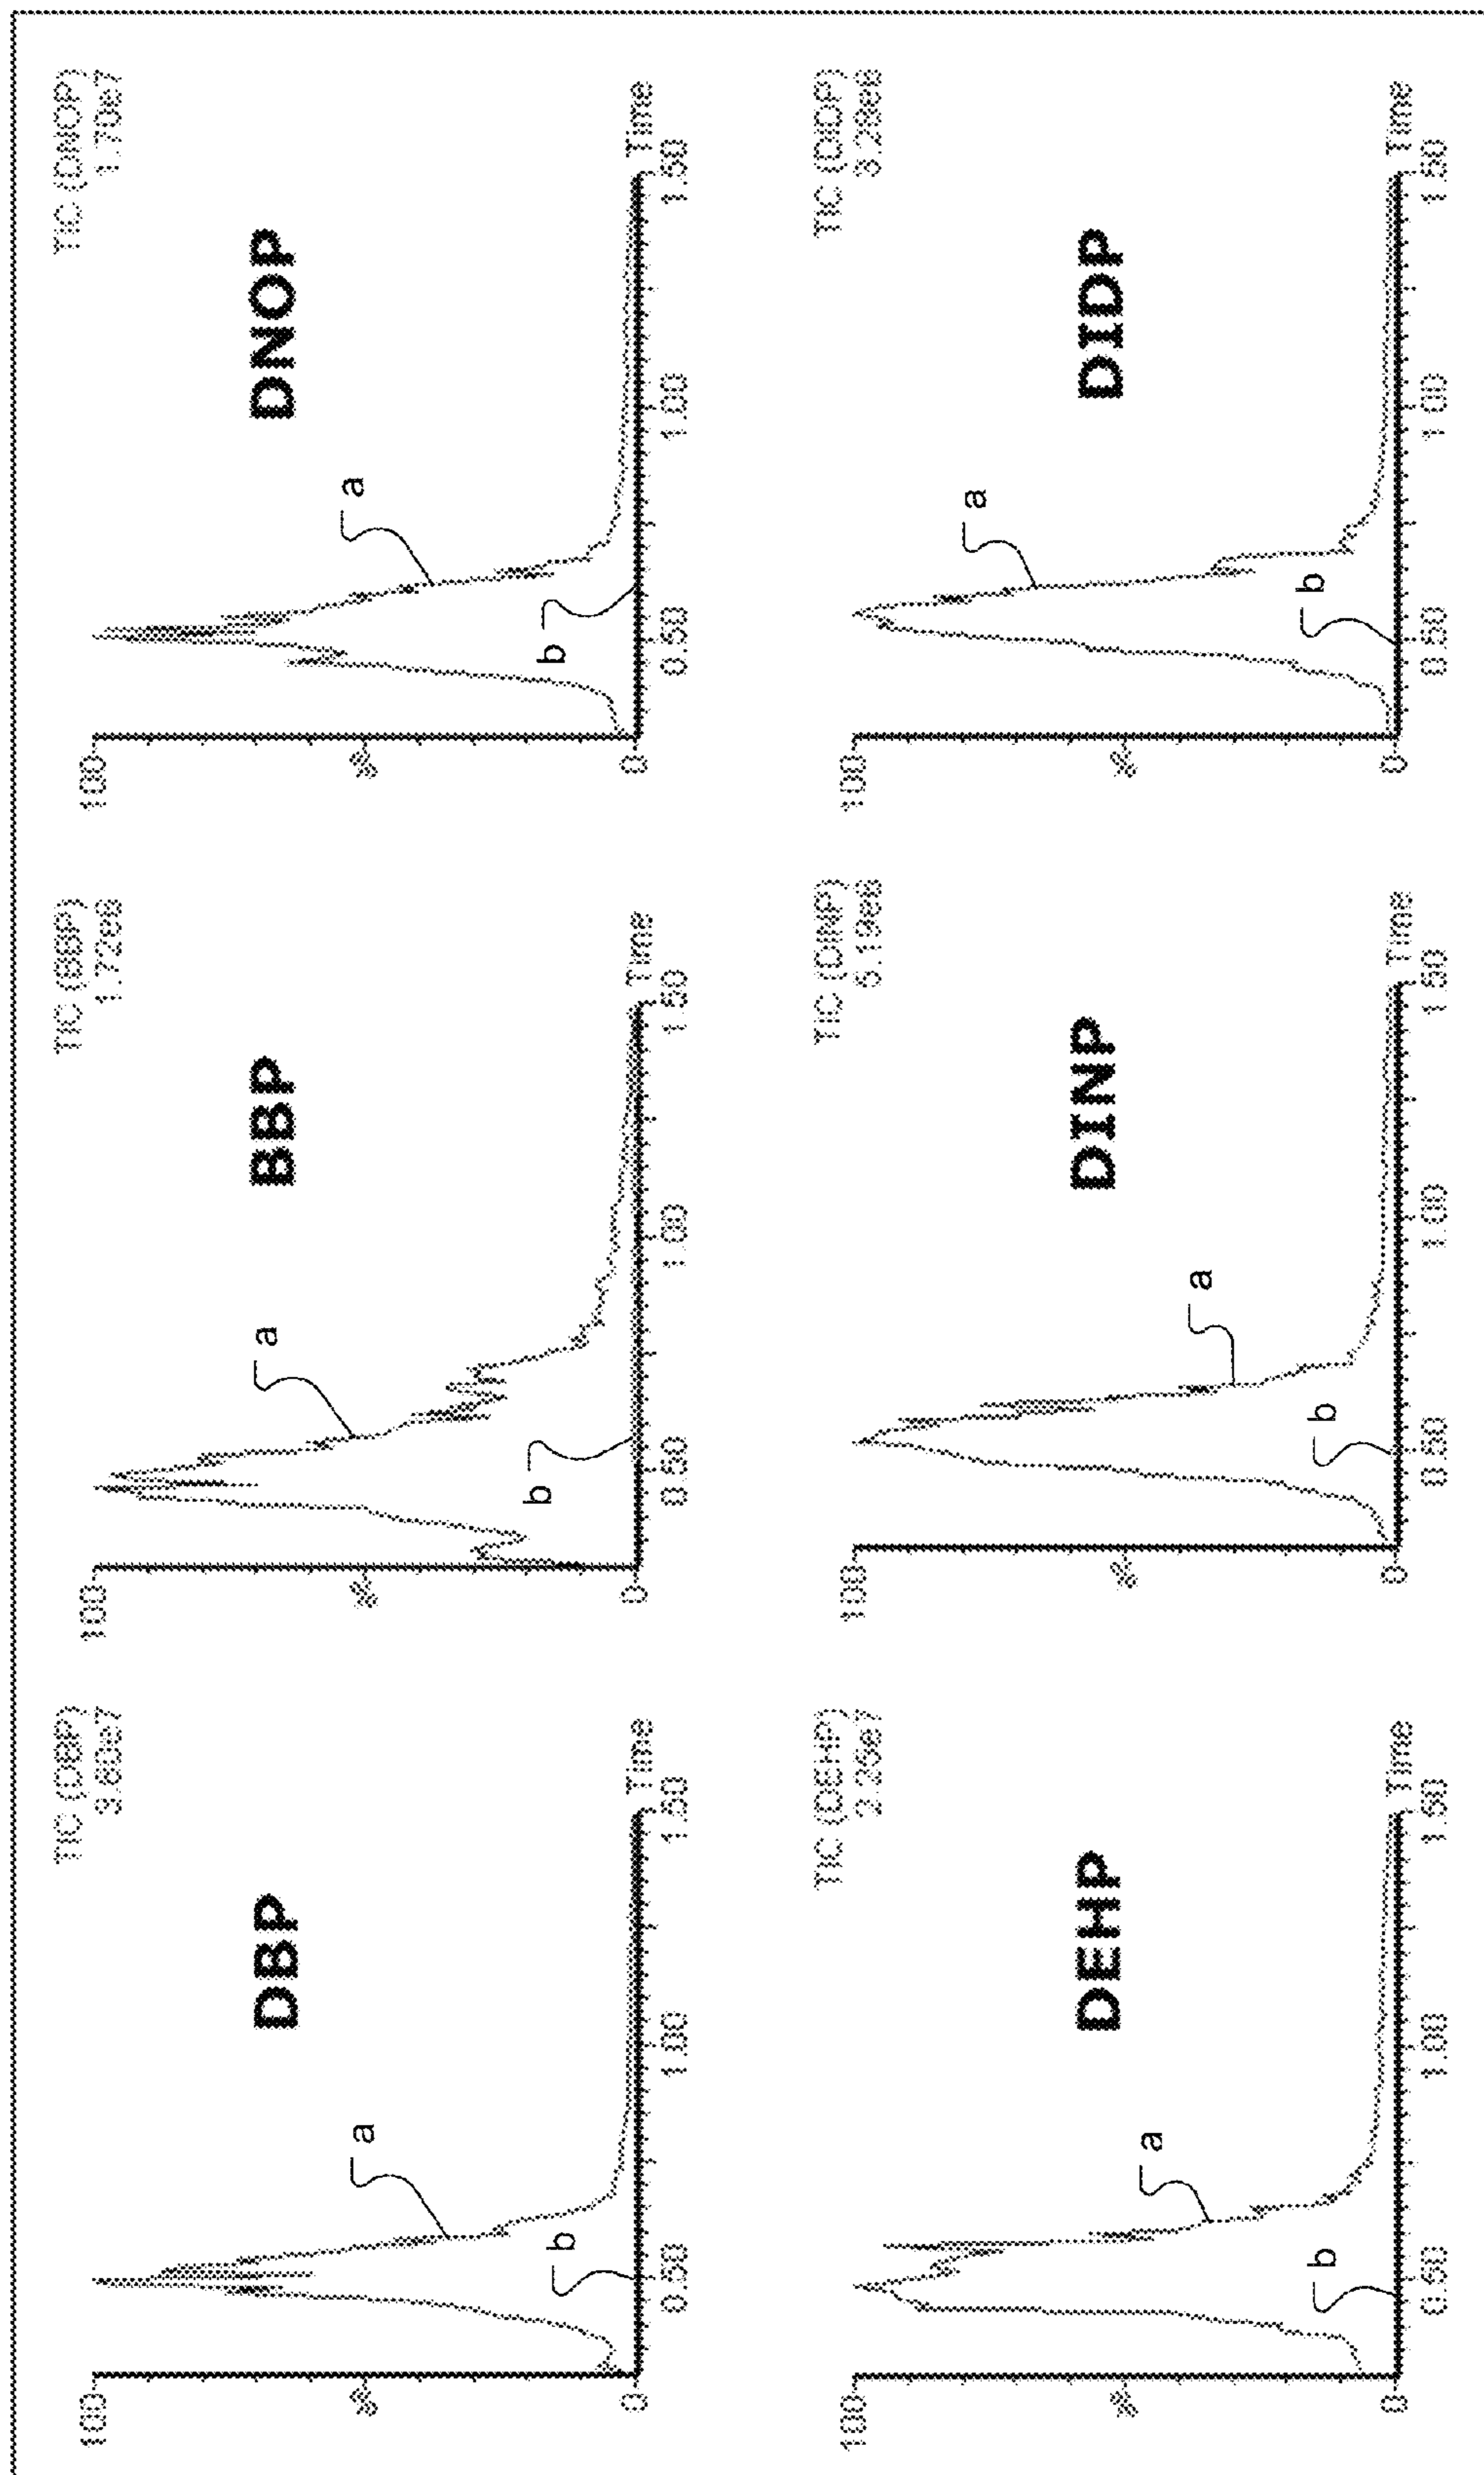 TIC (DBP)
3.60e7
DBP
100
%
0
a
b
0.50
1.00
1.50
Time
TIC (BBP)
1.72e8
BBP
100
%
0
a
b
0.50
1.00
1.50
Time
TIC (DNOP)
1.70e7
DNOP
100
%
0
a
b
0.50
1.00
1.50
Time
TIC (DEHP)
DEHP
100
%
0
a
b
0.50
1.00
1.50
Time
TIC (DINP)
DINP
100
%
0
a
b
0.50
1.00
1.50
Time
TIC (DIDP)
DIDP
100
%
0
a
b
0.50
1.00
1.50
Time